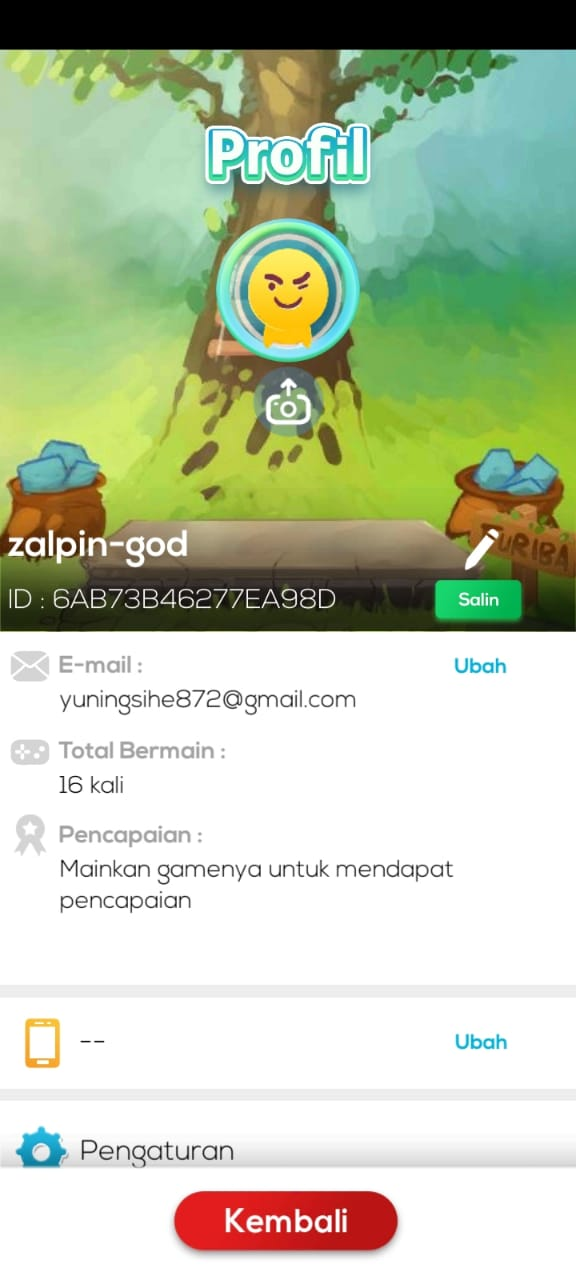 Profil
TURIBA
zalpin-god
ID : 6AB73B46277EA98D
Salin
E-mail :
Ubah
yuningsihe872@gmail.com
Total Bermain :
16 kali
Pencapaian :
Mainkan gamenya untuk mendapat
pencapaian
--
Ubah
Pengaturan
Kembali